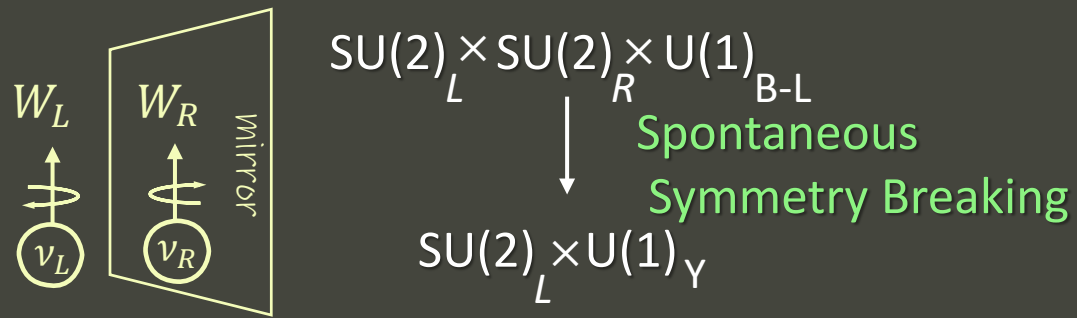 W_L
W_R
mirror
ν_L
ν_R
SU(2)_L × SU(2)_R × U(1)_B-L
Spontaneous
Symmetry Breaking
SU(2)_L × U(1)_Y